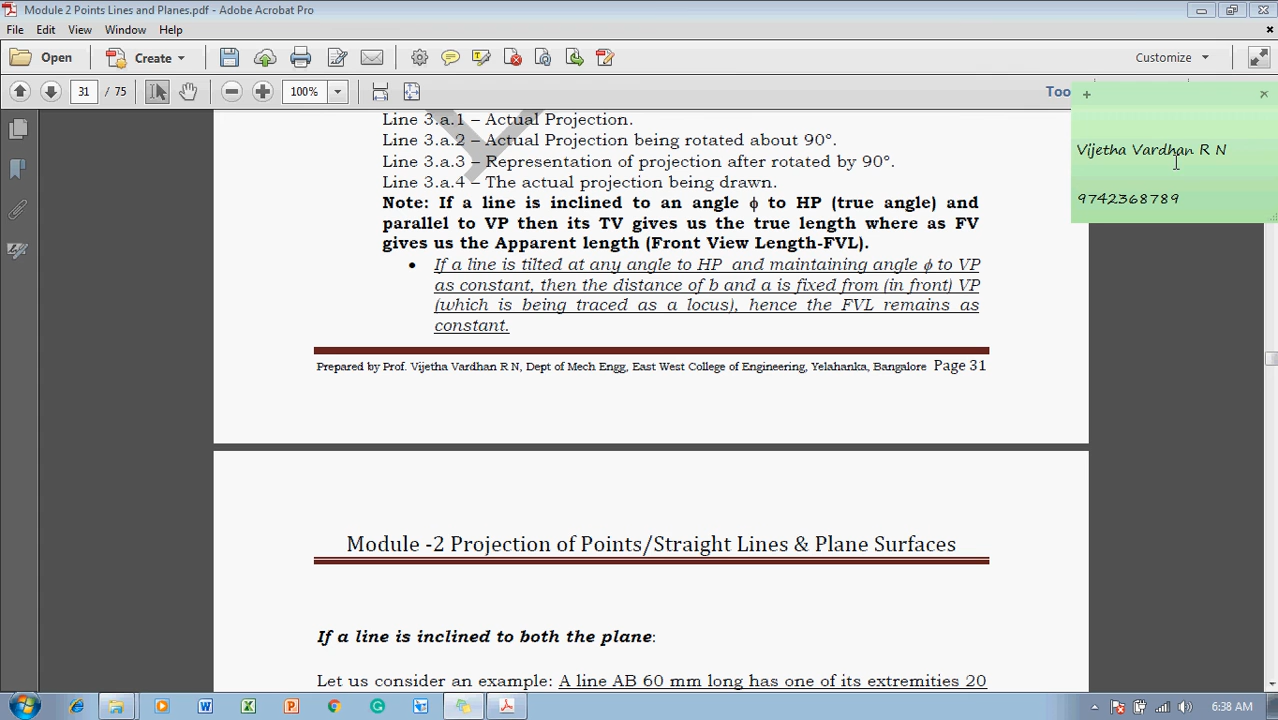 Module 2 Points Lines and Planes.pdf - Adobe Acrobat Pro
File Edit View Window Help
Open Create Customize
31 / 75 100% Too
Vijetha Vardhan R N
9742368789
Line 3.a.1 – Actual Projection.
Line 3.a.2 – Actual Projection being rotated about 90°.
Line 3.a.3 – Representation of projection after rotated by 90°.
Line 3.a.4 – The actual projection being drawn.
Note: If a line is inclined to an angle ϕ to HP (true angle) and
parallel to VP then its TV gives us the true length where as FV
gives us the Apparent length (Front View Length-FVL).
• If a line is tilted at any angle to HP and maintaining angle ϕ to VP
as constant, then the distance of b and a is fixed from (in front) VP
(which is being traced as a locus), hence the FVL remains as
constant.
Prepared by Prof. Vijetha Vardhan R N, Dept of Mech Engg, East West College of Engineering, Yelahanka, Bangalore Page 31
Module -2 Projection of Points/Straight Lines & Plane Surfaces
If a line is inclined to both the plane:
Let us consider an example: A line AB 60 mm long has one of its extremities 20
6:38 AM